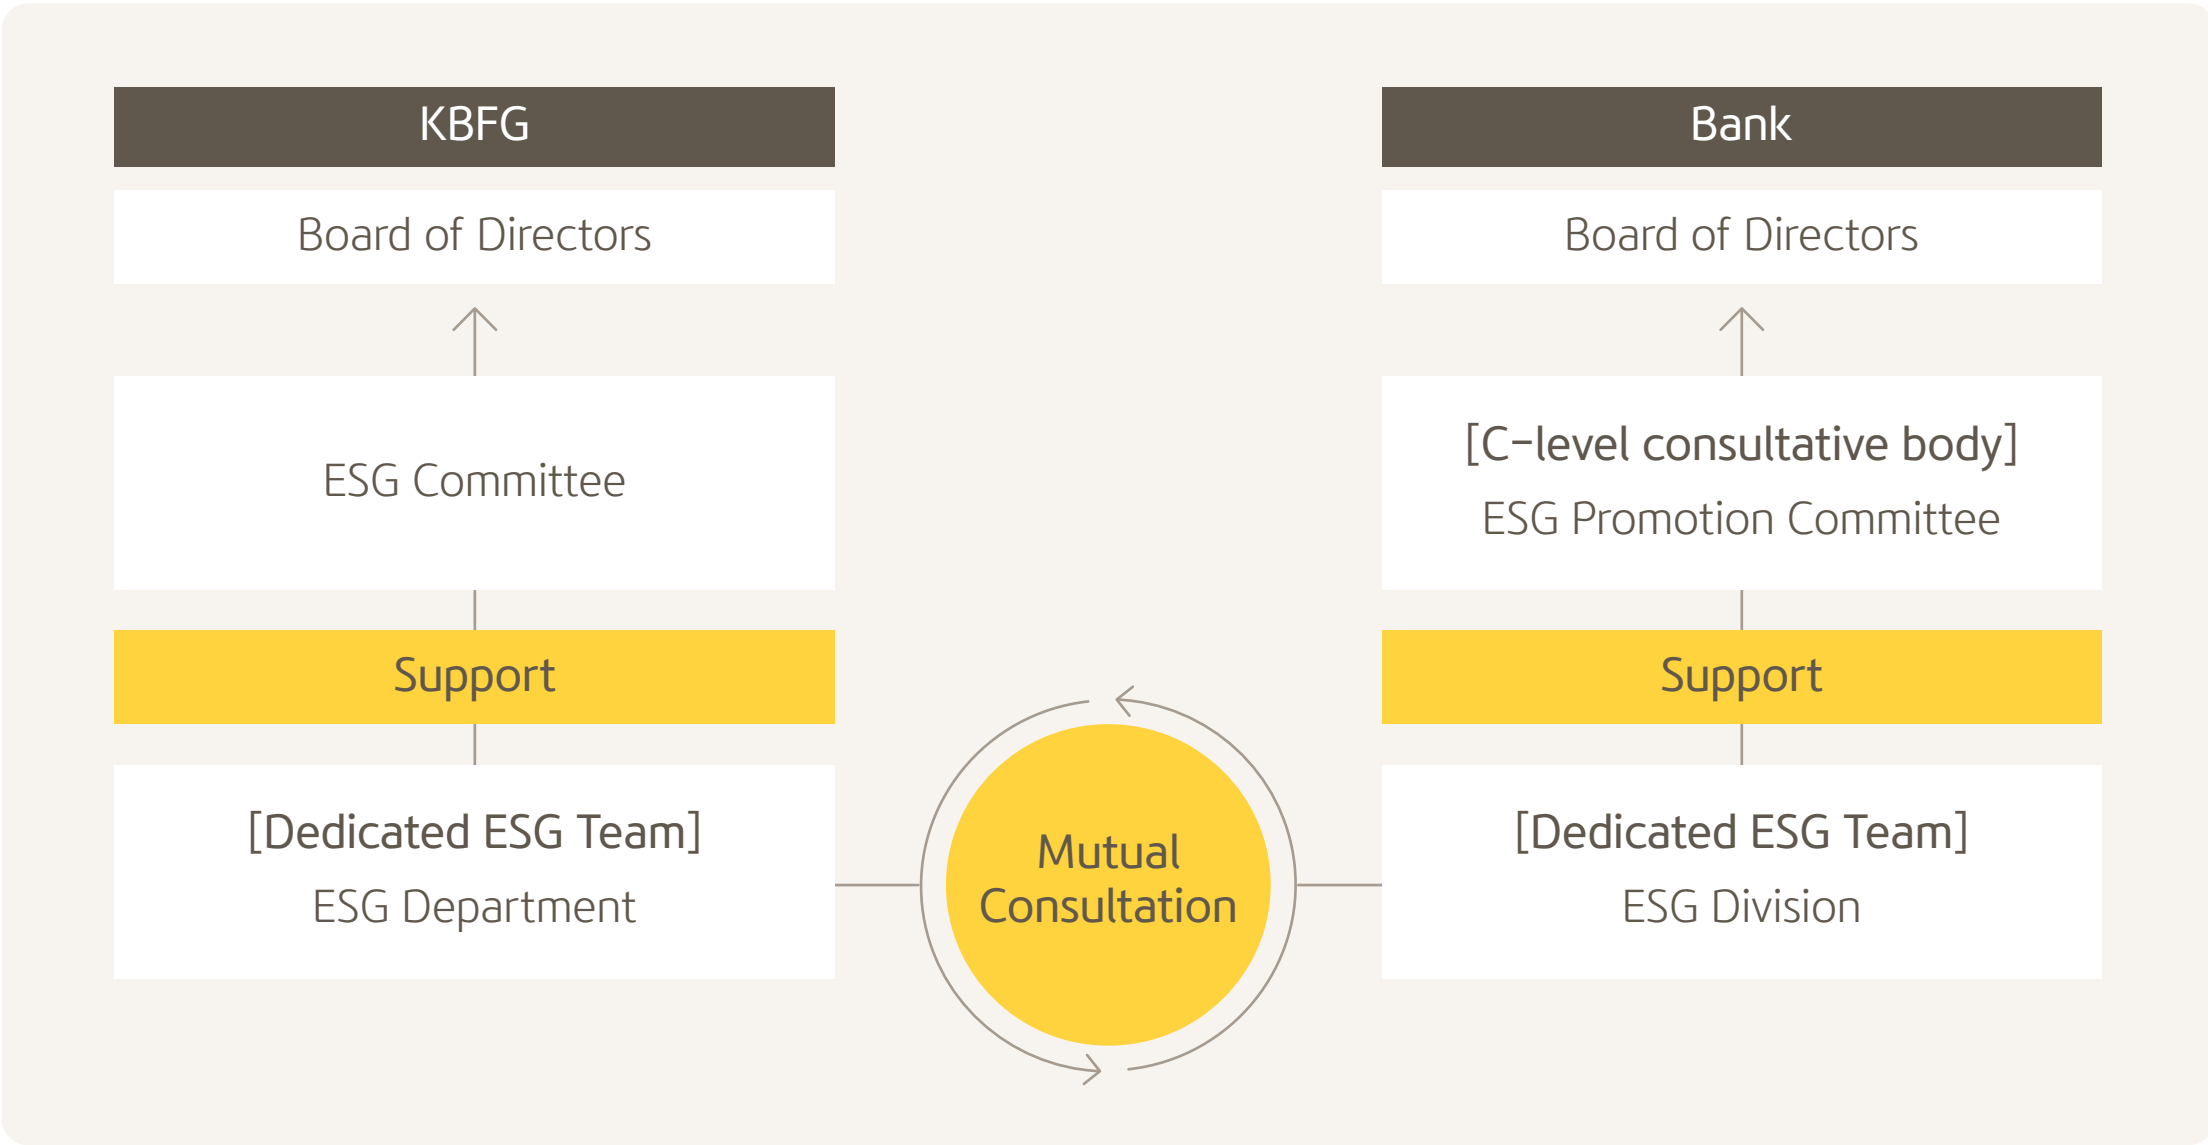 KBFG
Board of Directors
ESG Committee
Support
[Dedicated ESG Team]
ESG Department
Mutual
Consultation
Bank
Board of Directors
[C-level consultative body]
ESG Promotion Committee
Support
[Dedicated ESG Team]
ESG Division